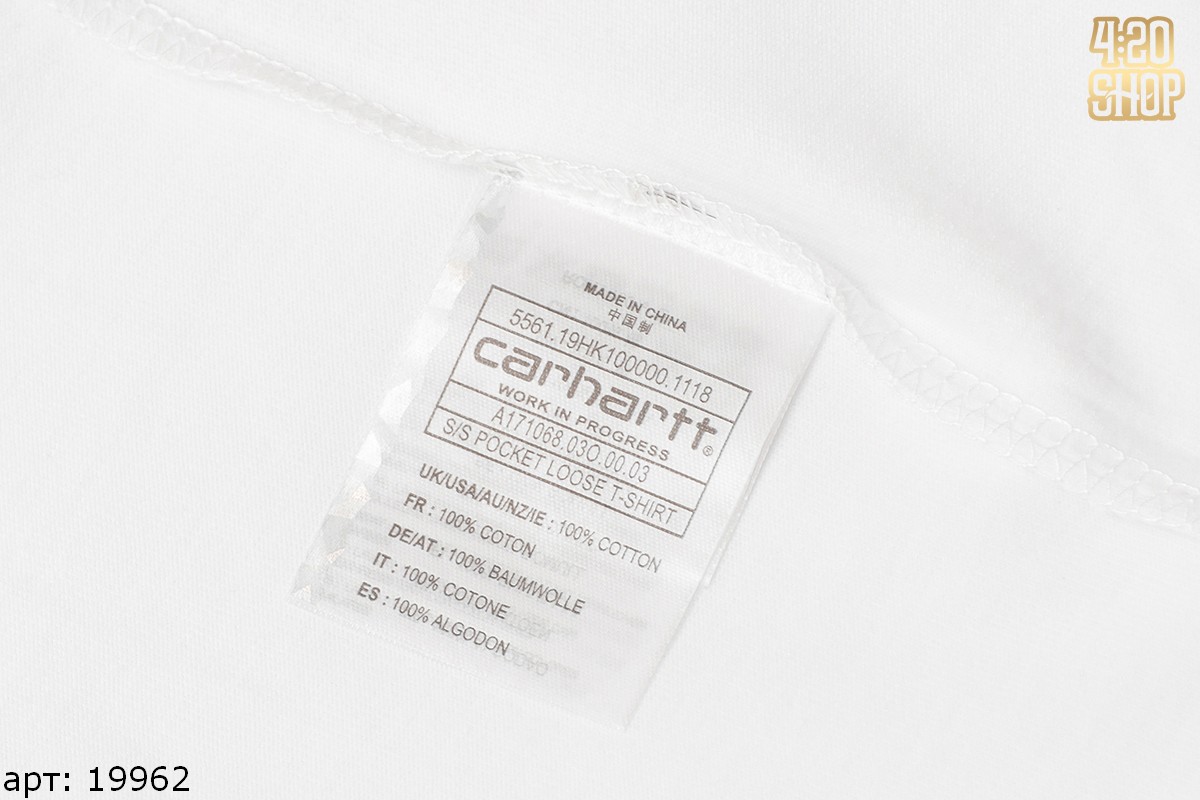 4:20
SHOP
MADE IN CHINA
中国制
5561.19HK100000.1118
carhartt®
WORK IN PROGRESS
A171068.03O.00.03
S/S POCKET LOOSE T-SHIRT
UK/USA/AU/NZ/IE : 100% COTTON
FR : 100% COTON
DE/AT : 100% BAUMWOLLE
IT : 100% COTONE
ES : 100% ALGODON
арт: 19962